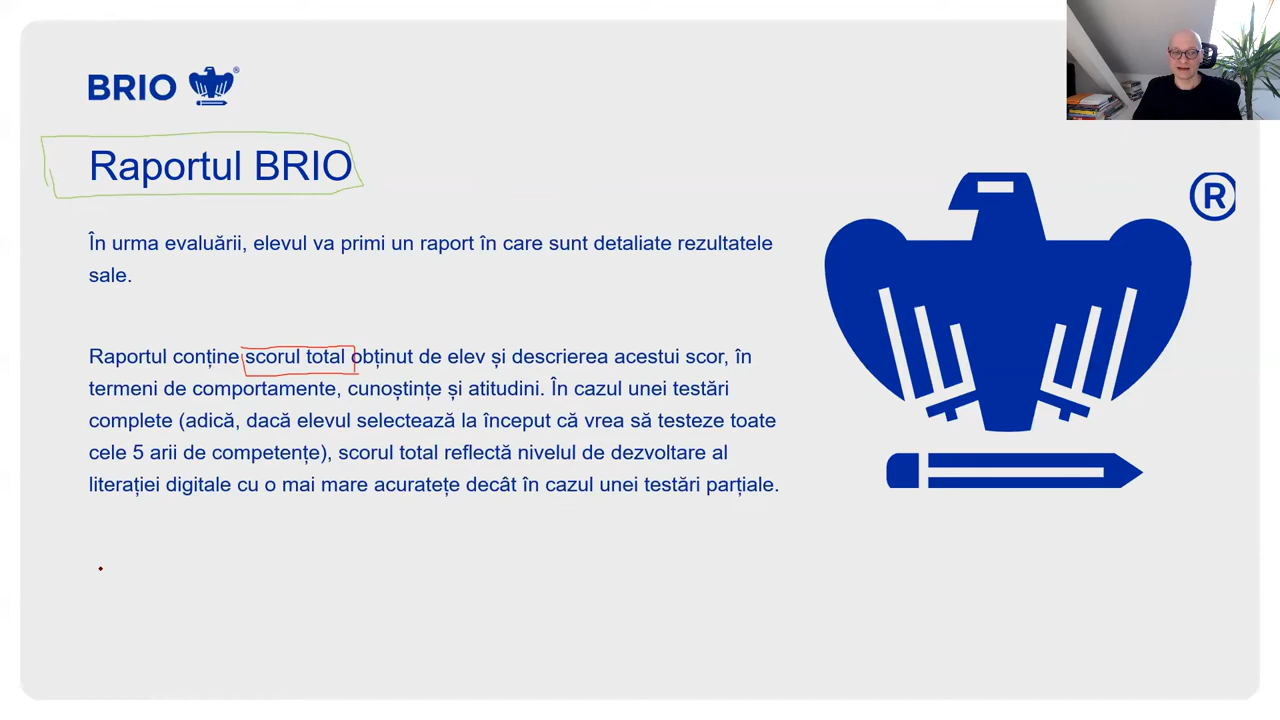 BRIO ®
®
Raportul BRIO
În urma evaluării, elevul va primi un raport în care sunt detaliate rezultatele
sale.
Raportul conține scorul total obținut de elev și descrierea acestui scor, în
termeni de comportamente, cunoștințe și atitudini. În cazul unei testări
complete (adică, dacă elevul selectează la început că vrea să testeze toate
cele 5 arii de competențe), scorul total reflectă nivelul de dezvoltare al
literației digitale cu o mai mare acuratețe decât în cazul unei testări parțiale.